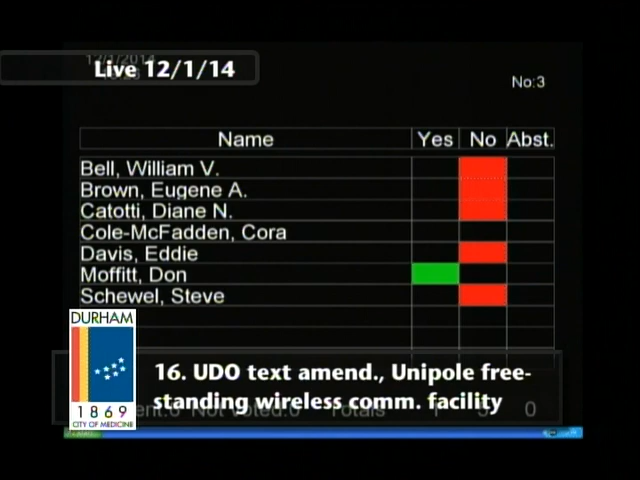 Live 12/1/14
No:3
Name Yes No Abst.
Bell, William V.
Brown, Eugene A.
Catotti, Diane N.
Cole-McFadden, Cora
Davis, Eddie
Moffitt, Don
Schewel, Steve
DURHAM
1869
CITY OF MEDICINE
16. UDO text amend., Unipole free-
standing wireless comm. facility
Not Voted:0 Totals 1 5 0